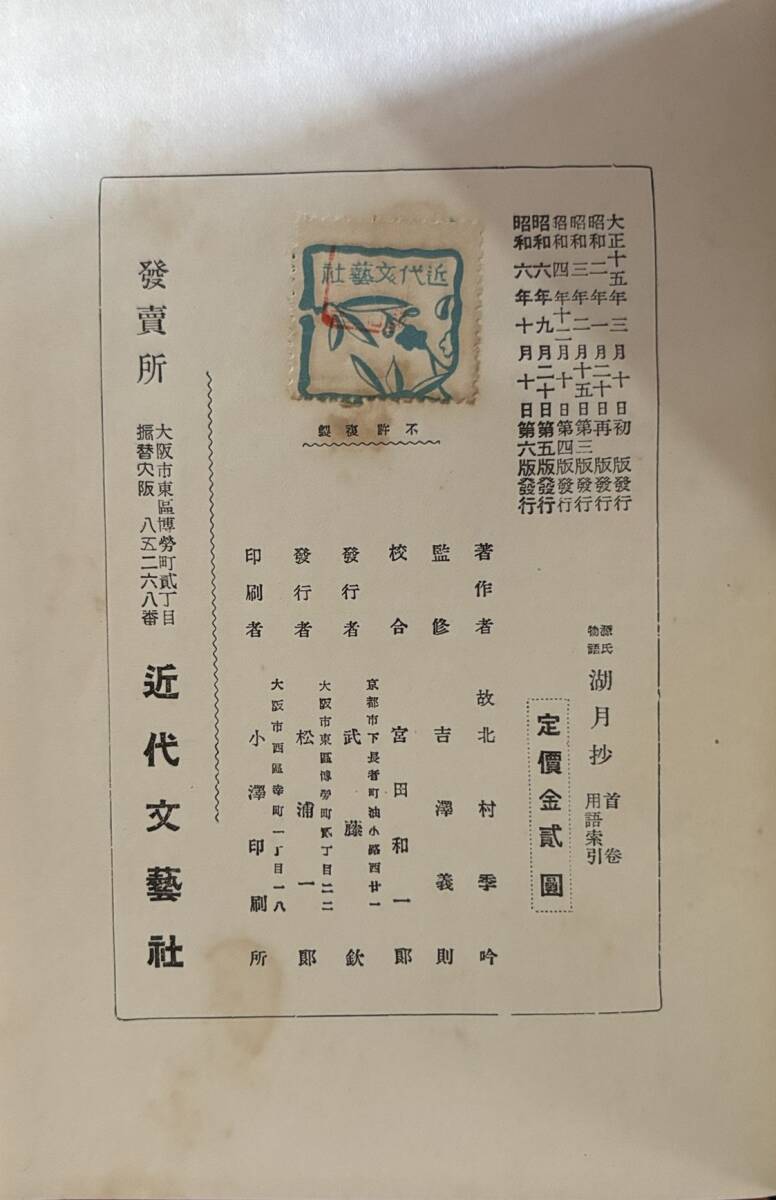 大正十五年三月十日初版發行
昭和二年一月二十日再版發行
昭和三年二月十五日第三版發行
昭和四年十二月十日第四版發行
昭和六年九月二十日第五版發行
昭和六年十月十日第六版發行
近代文藝社
不許複製
源氏物語
湖月抄
首卷
用語索引
定價金貳圓
著作者 故北村季吟
監修 吉澤義則
校合 宮田和一郎
京都市下長者町油小路西廿一
發行者 武藤欽
大阪市東區博勞町貳丁目二二
發行者 松浦一郎
大阪市西區幸町一丁目一八
印刷者 小澤印刷所
發賣所
大阪市東區博勞町貳丁目
振替大阪 八五二六八番
近代文藝社